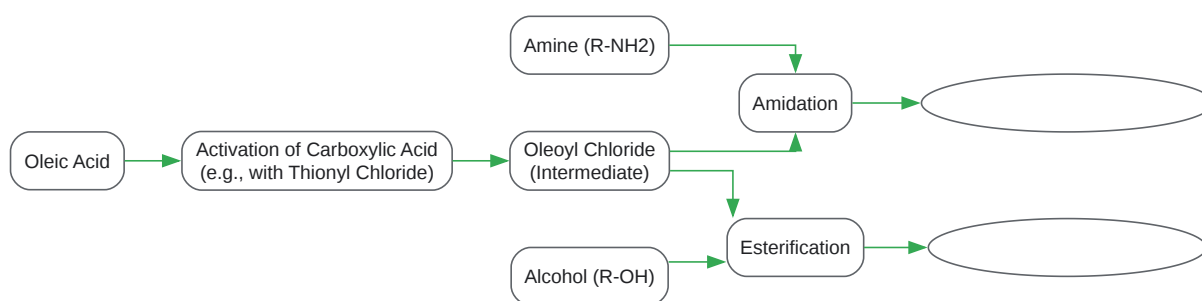 Amine (R-NH2)
Amidation
Oleic Acid
Activation of Carboxylic Acid
(e.g., with Thionyl Chloride)
Oleoyl Chloride
(Intermediate)
Esterification
Alcohol (R-OH)